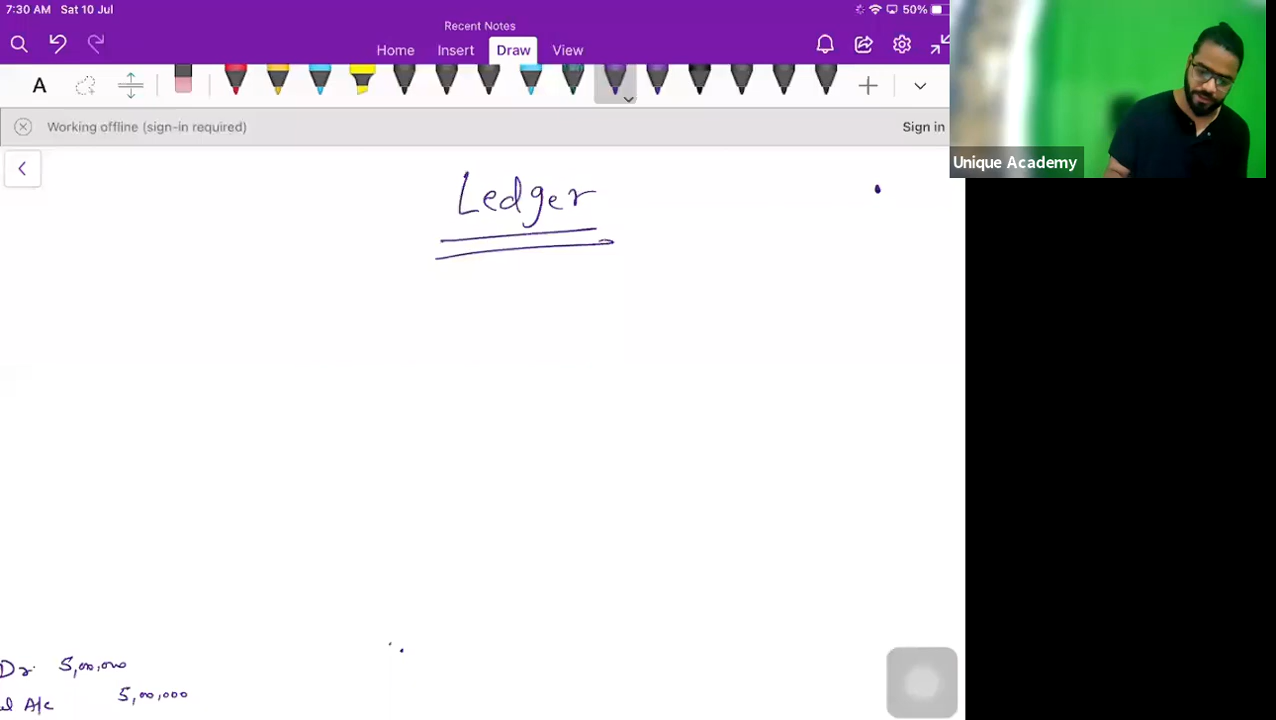 7:30 AM Sat 10 Jul
50%
Recent Notes
Home Insert Draw View
A
Working offline (sign-in required)
Sign in
Unique Academy
Ledger
Dr. 5,00,000
A/c 5,00,000